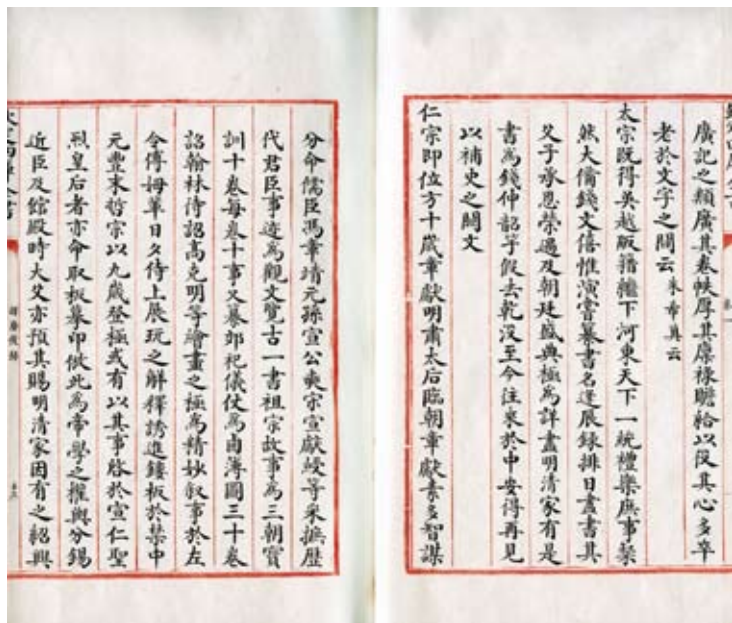 廣記之類廣其卷帙厚其廩祿贍給以役其心多卒
老於文字之間云朱希真云
太宗既得吳越版籍繼下河東天下一統禮樂庶事粲
然大備錢文僖惟演嘗纂書名逢辰錄排日盡書其
父子承恩榮遇及朝廷盛典極為詳盡明清家有是
書為錢仲韶竽假去乾沒至今往來於中安得再見
以補史之闕文
仁宗即位方十歲章獻明肅太后臨朝章獻素多智謀
分命儒臣馮章靖元孫宣公奭宋宣獻綬等采摭歷
代君臣事迹為觀文覽古一書祖宗故事為三朝寶
訓十卷每卷十事又纂郊祀儀仗為鹵簿圖三十卷
詔翰林待詔高克明等繪畫之極為精妙叙事於左
令傅姆輩日夕侍上展玩之解釋誘進鏤板於禁中
元豐末哲宗以九歲登極或有以其事啓於宣仁聖
烈皇后者亦命取板摹印倣此為帝學之權輿分錫
近臣及館殿時大父亦預其賜明清家因有之紹興